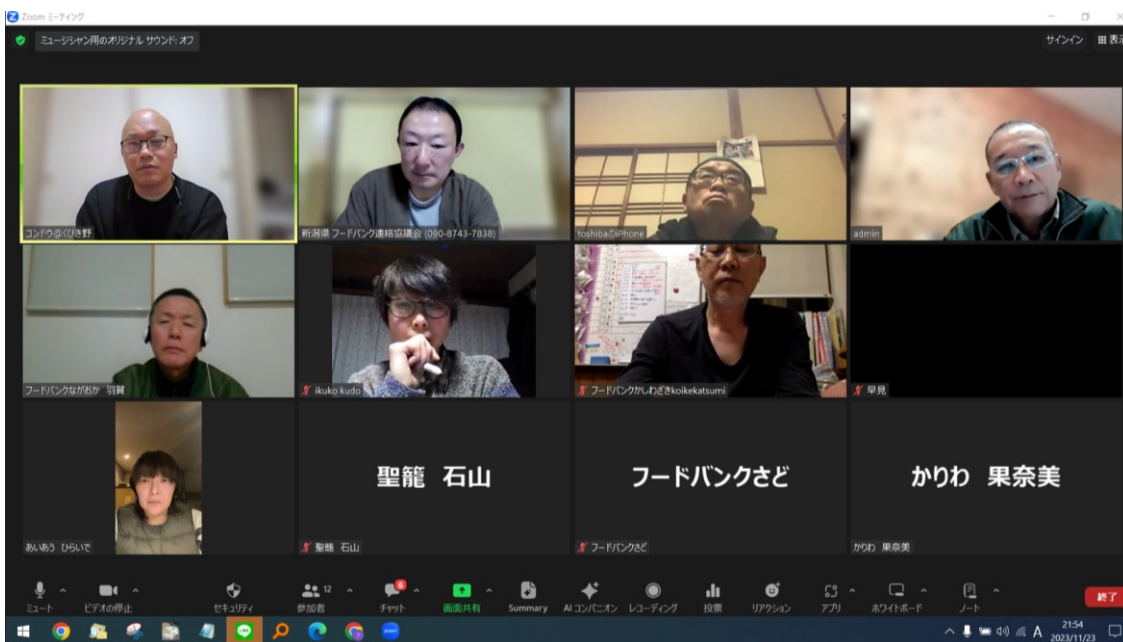 Zoom ミーティング
ミュージシャン用のオリジナル サウンド: オフ
サインイン
表示
コンドウ@くびき野
新潟県 フードバンク連絡協議会 (090-8743-7838)
toshibaのiPhone
admin
フードバンクながおか 羽賀
ikuko kudo
フードバンクかしわざきkoikekatsumi
早見
聖籠 石山
フードバンクさど
かりわ 果奈美
あいあう ひらいで
聖籠 石山
フードバンクさど
かりわ 果奈美
12
6
ミュート
ビデオの停止
セキュリティ
参加者
チャット
画面共有
Summary
AI コンパニオン
レコーディング
投票
リアクション
アプリ
ホワイトボード
ノート
終了
A
21:54
2023/11/23